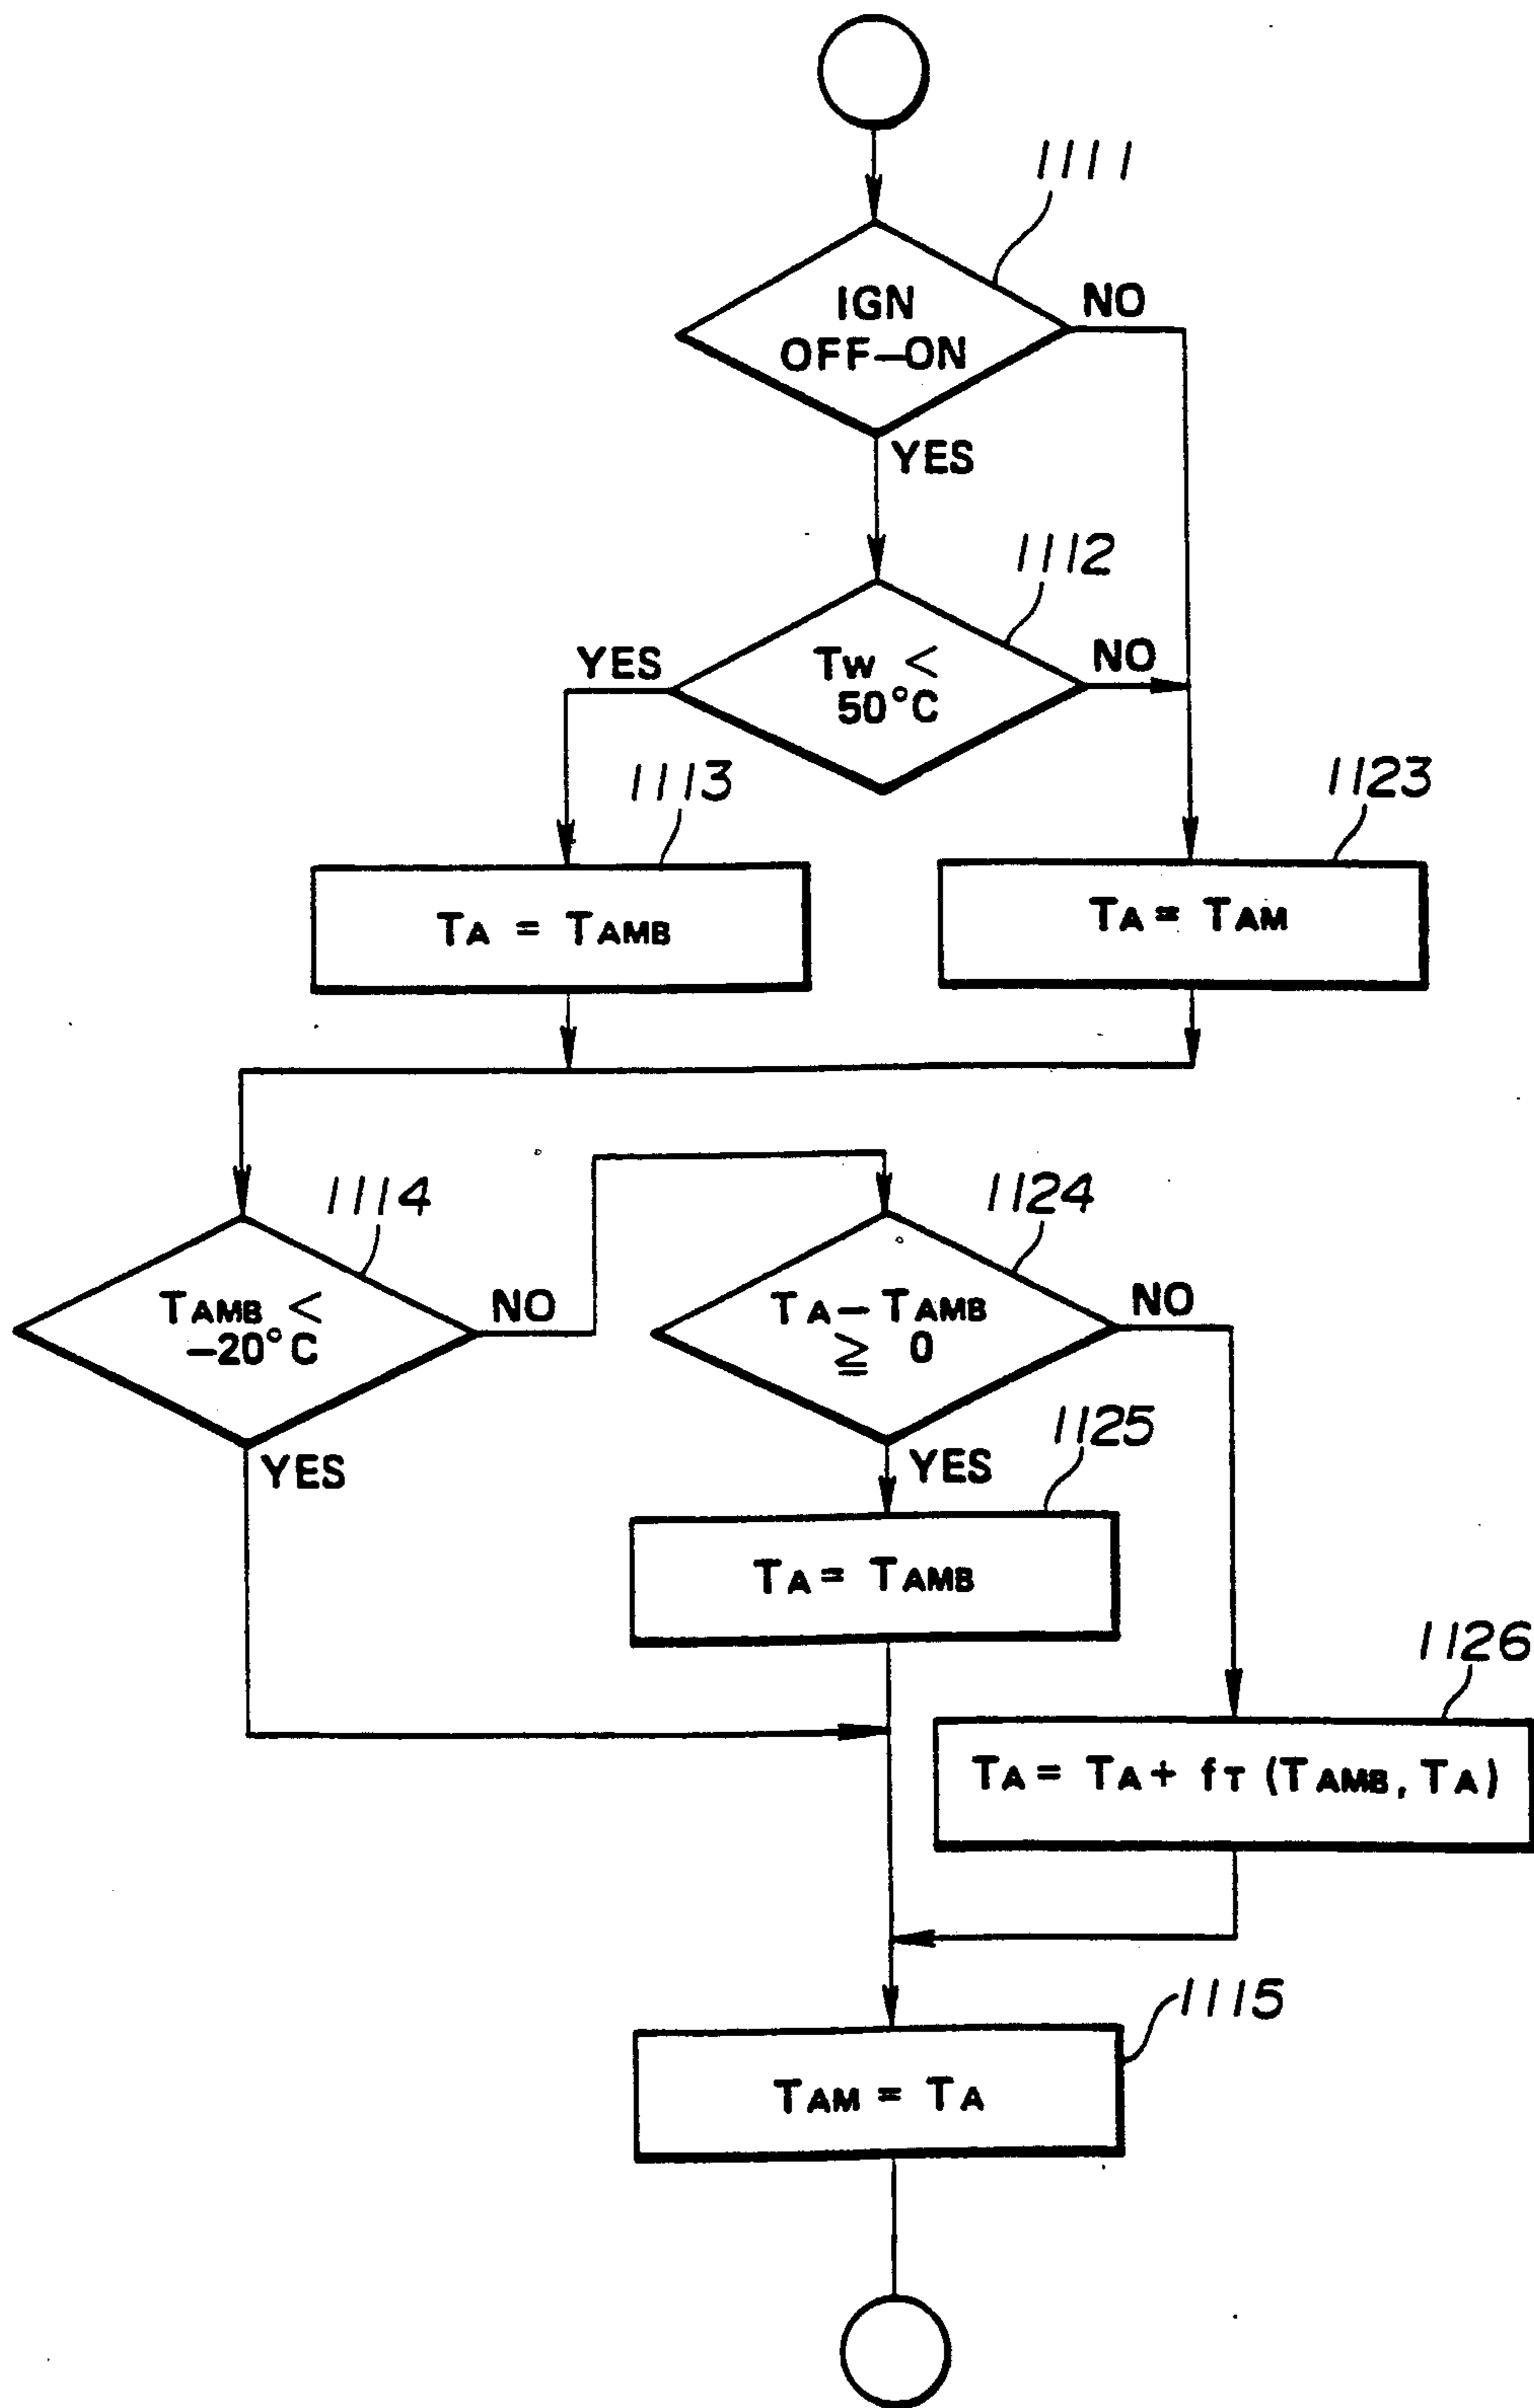 1111
IGN
OFF–ON
NO
YES
1112
TW <
50°C
YES
NO
1113
1123
TA = TAMB
TA = TAM
1114
1124
TAMB <
–20°C
NO
TA – TAMB
≧ 0
NO
YES
YES
1125
TA = TAMB
1126
TA = TA + fT (TAMB, TA)
1115
TAM = TA